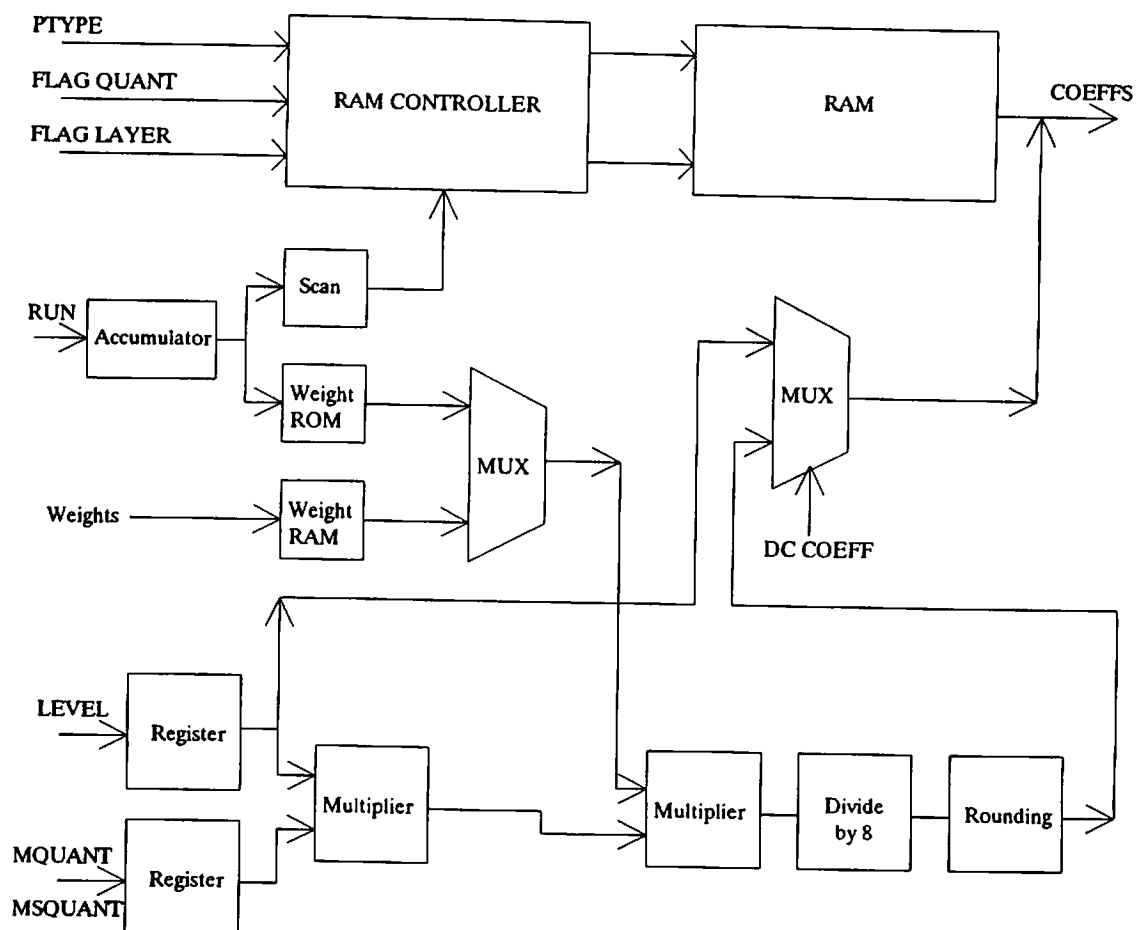 PTYPE
FLAG QUANT
FLAG LAYER
RAM CONTROLLER
RAM
COEFFS
RUN
Accumulator
Scan
Weight
ROM
MUX
MUX
Weights
Weight
RAM
DC COEFF
LEVEL
Register
Multiplier
Multiplier
Divide
by 8
Rounding
MQUANT
MSQUANT
Register